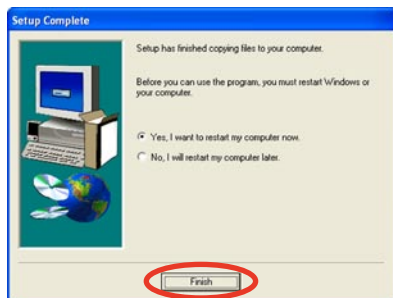 Setup Complete
Setup has finished copying files to your computer.
Before you can use the program, you must restart Windows or
your computer.
Yes, I want to restart my computer now.
No, I will restart my computer later.
Finish